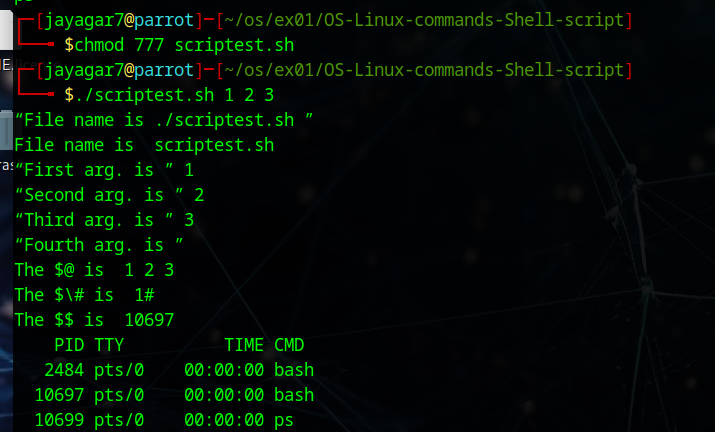 ┌─[jayagar7@parrot]─[~/os/ex01/OS-Linux-commands-Shell-script]
└──╼ $chmod 777 scriptest.sh
┌─[jayagar7@parrot]─[~/os/ex01/OS-Linux-commands-Shell-script]
└──╼ $./scriptest.sh 1 2 3
“File name is ./scriptest.sh ”
File name is  scriptest.sh
“First arg. is ” 1
“Second arg. is ” 2
“Third arg. is ” 3
“Fourth arg. is ”
The $@ is  1 2 3
The $\# is  1#
The $$ is  10697
    PID TTY          TIME CMD
   2484 pts/0    00:00:00 bash
  10697 pts/0    00:00:00 bash
  10699 pts/0    00:00:00 ps